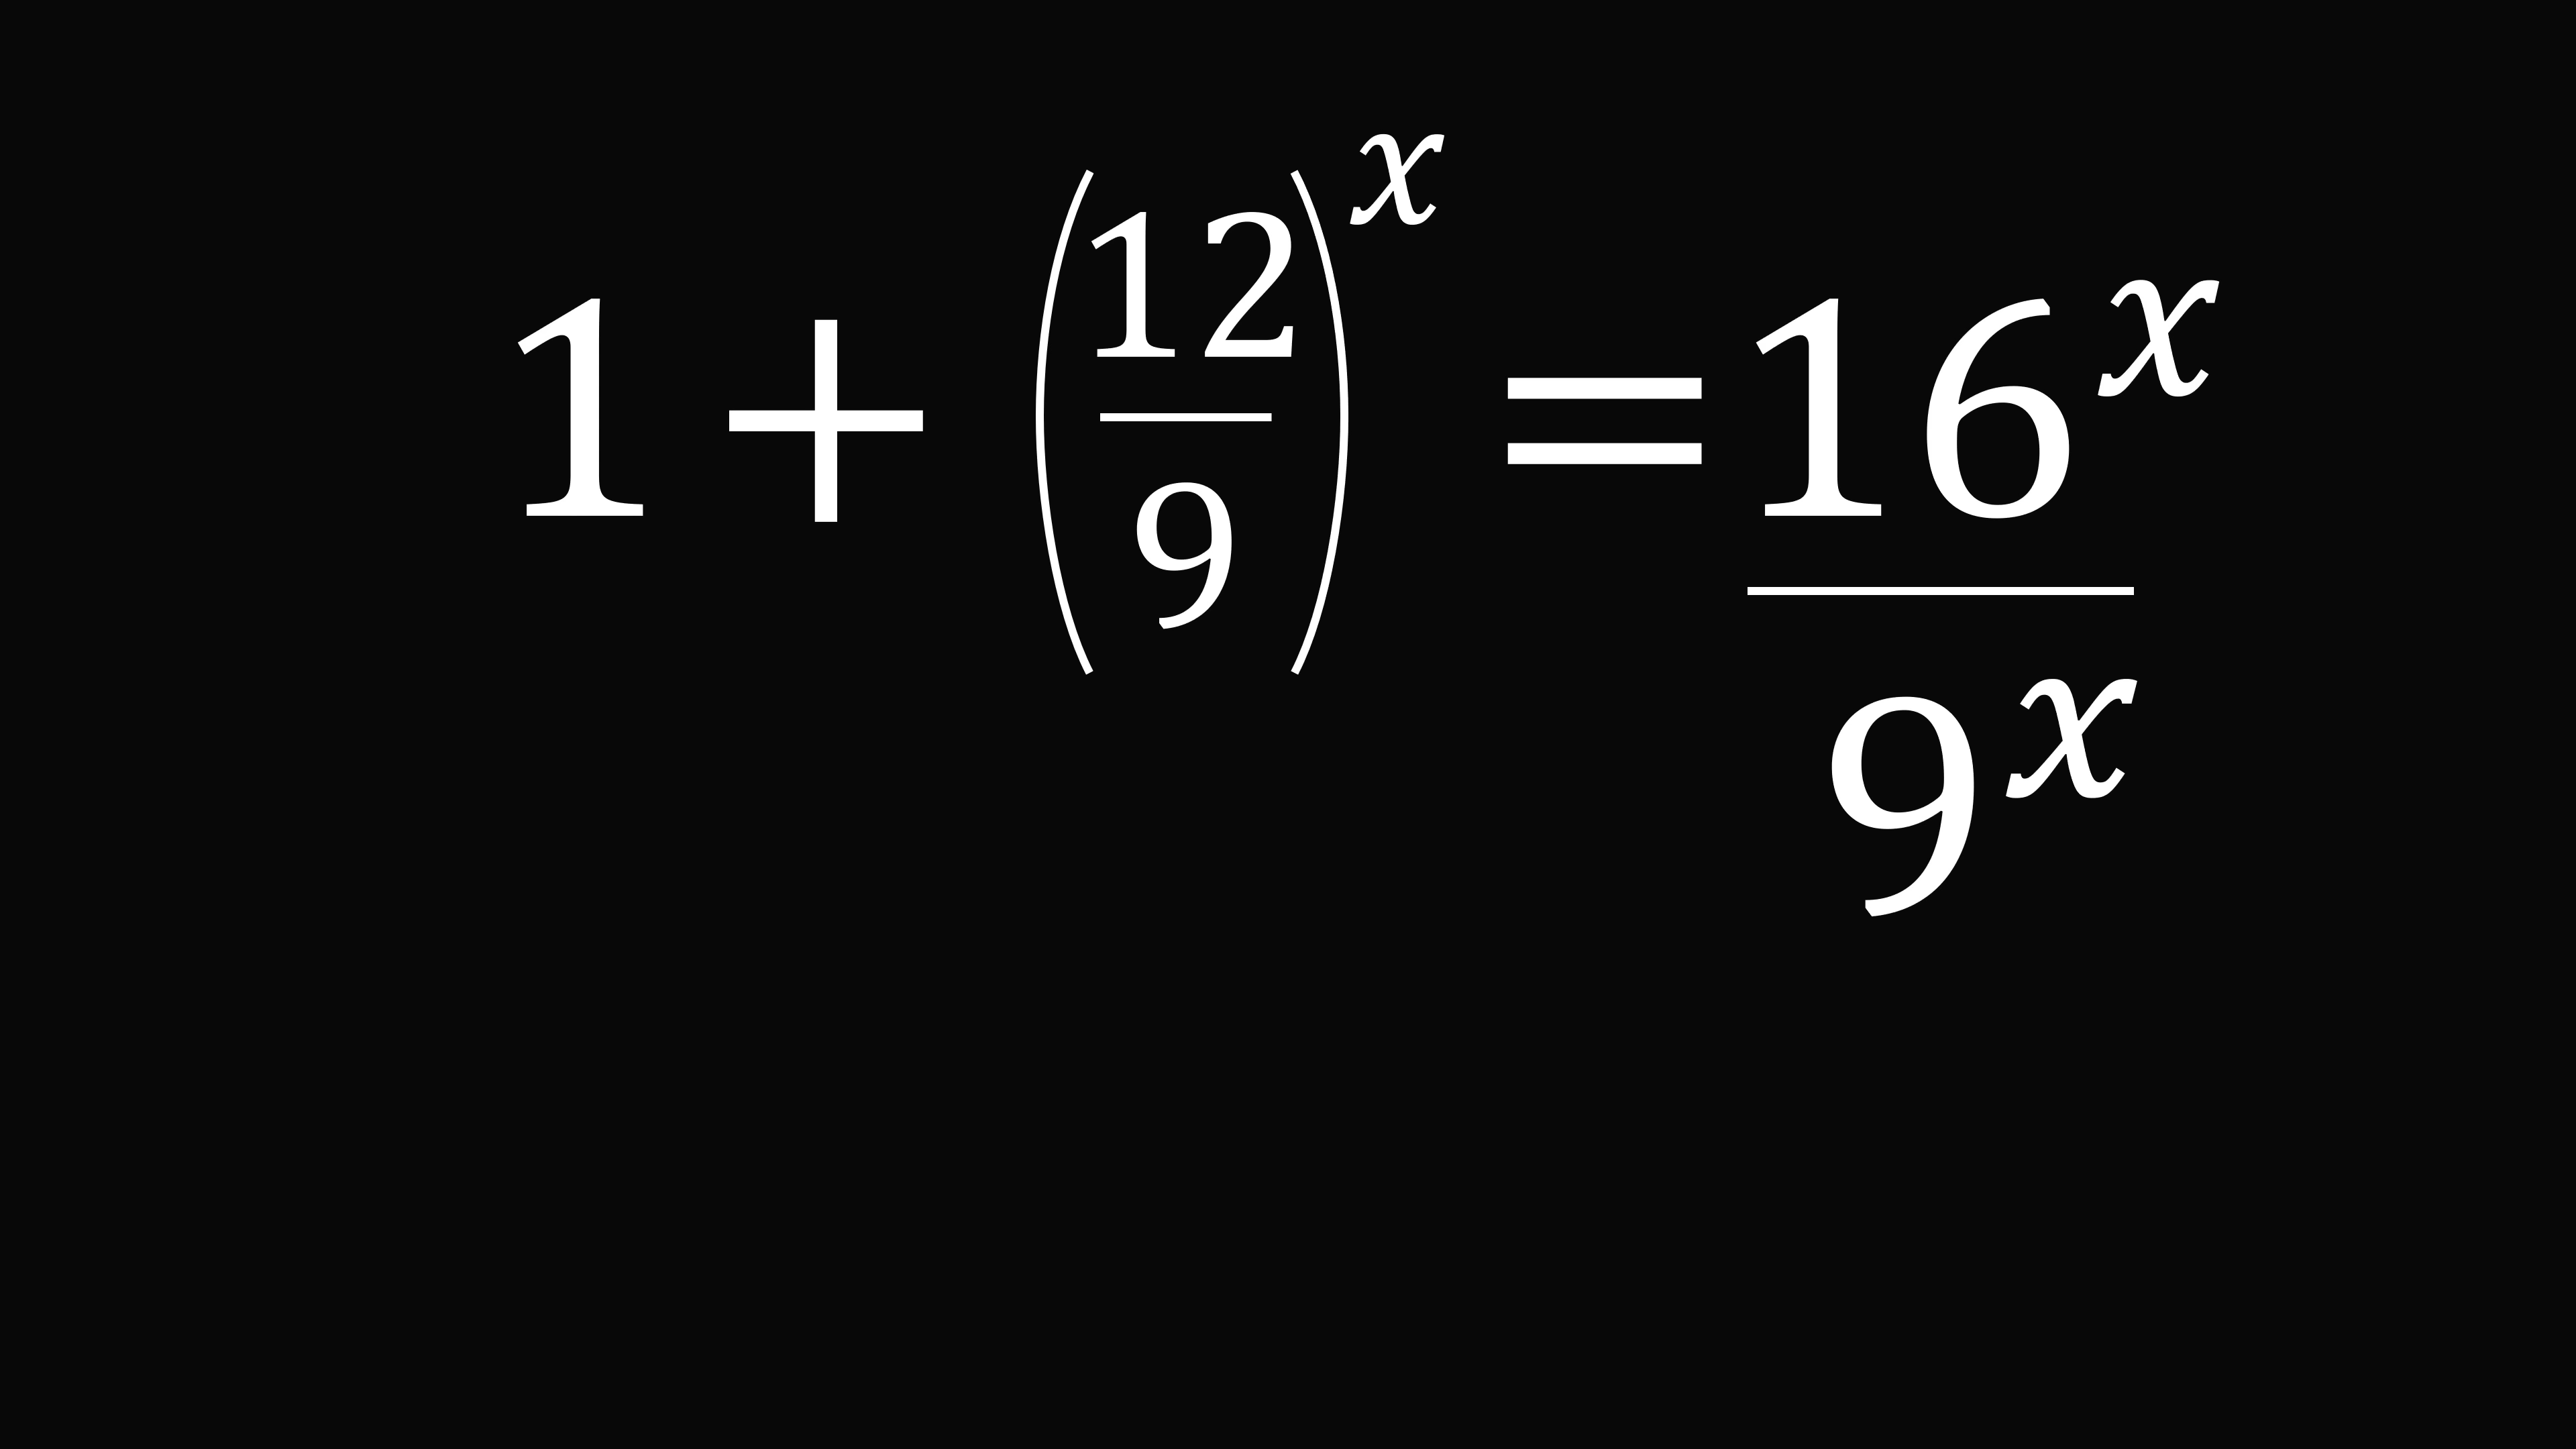 1 + (12/9)^x = 16^x/9^x